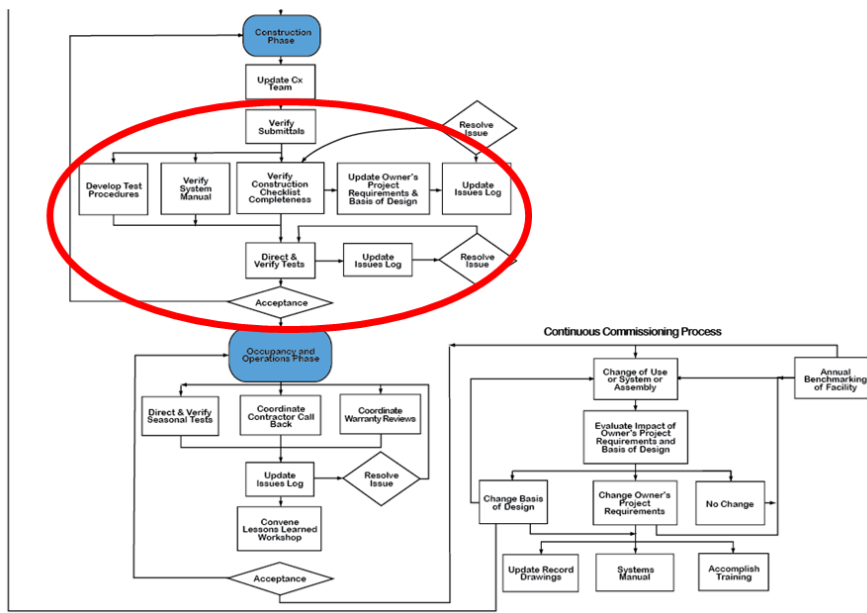 Construction
Phase
Update Cx
Team
Verify
Submittals
Resolve
Issue
Develop Test
Procedures
Verify
System
Manual
Verify
Construction
Checklist
Completeness
Update Owner's
Project
Requirements &
Basis of Design
Update
Issues Log
Direct &
Verify Tests
Update
Issues Log
Resolve
Issue
Acceptance
Occupancy and
Operations Phase
Direct & Verify
Seasonal Tests
Coordinate
Contractor Call
Back
Coordinate
Warranty Reviews
Update
Issues Log
Resolve
Issue
Convene
Lessons Learned
Workshop
Acceptance
Continuous Commissioning Process
Change of Use
or System or
Assembly
Annual
Benchmarking
of Facility
Evaluate Impact of
Owner's Project
Requirements and
Basis of Design
Change Basis
of Design
Change Owner's
Project
Requirements
No Change
Update Record
Drawings
Systems
Manual
Accomplish
Training